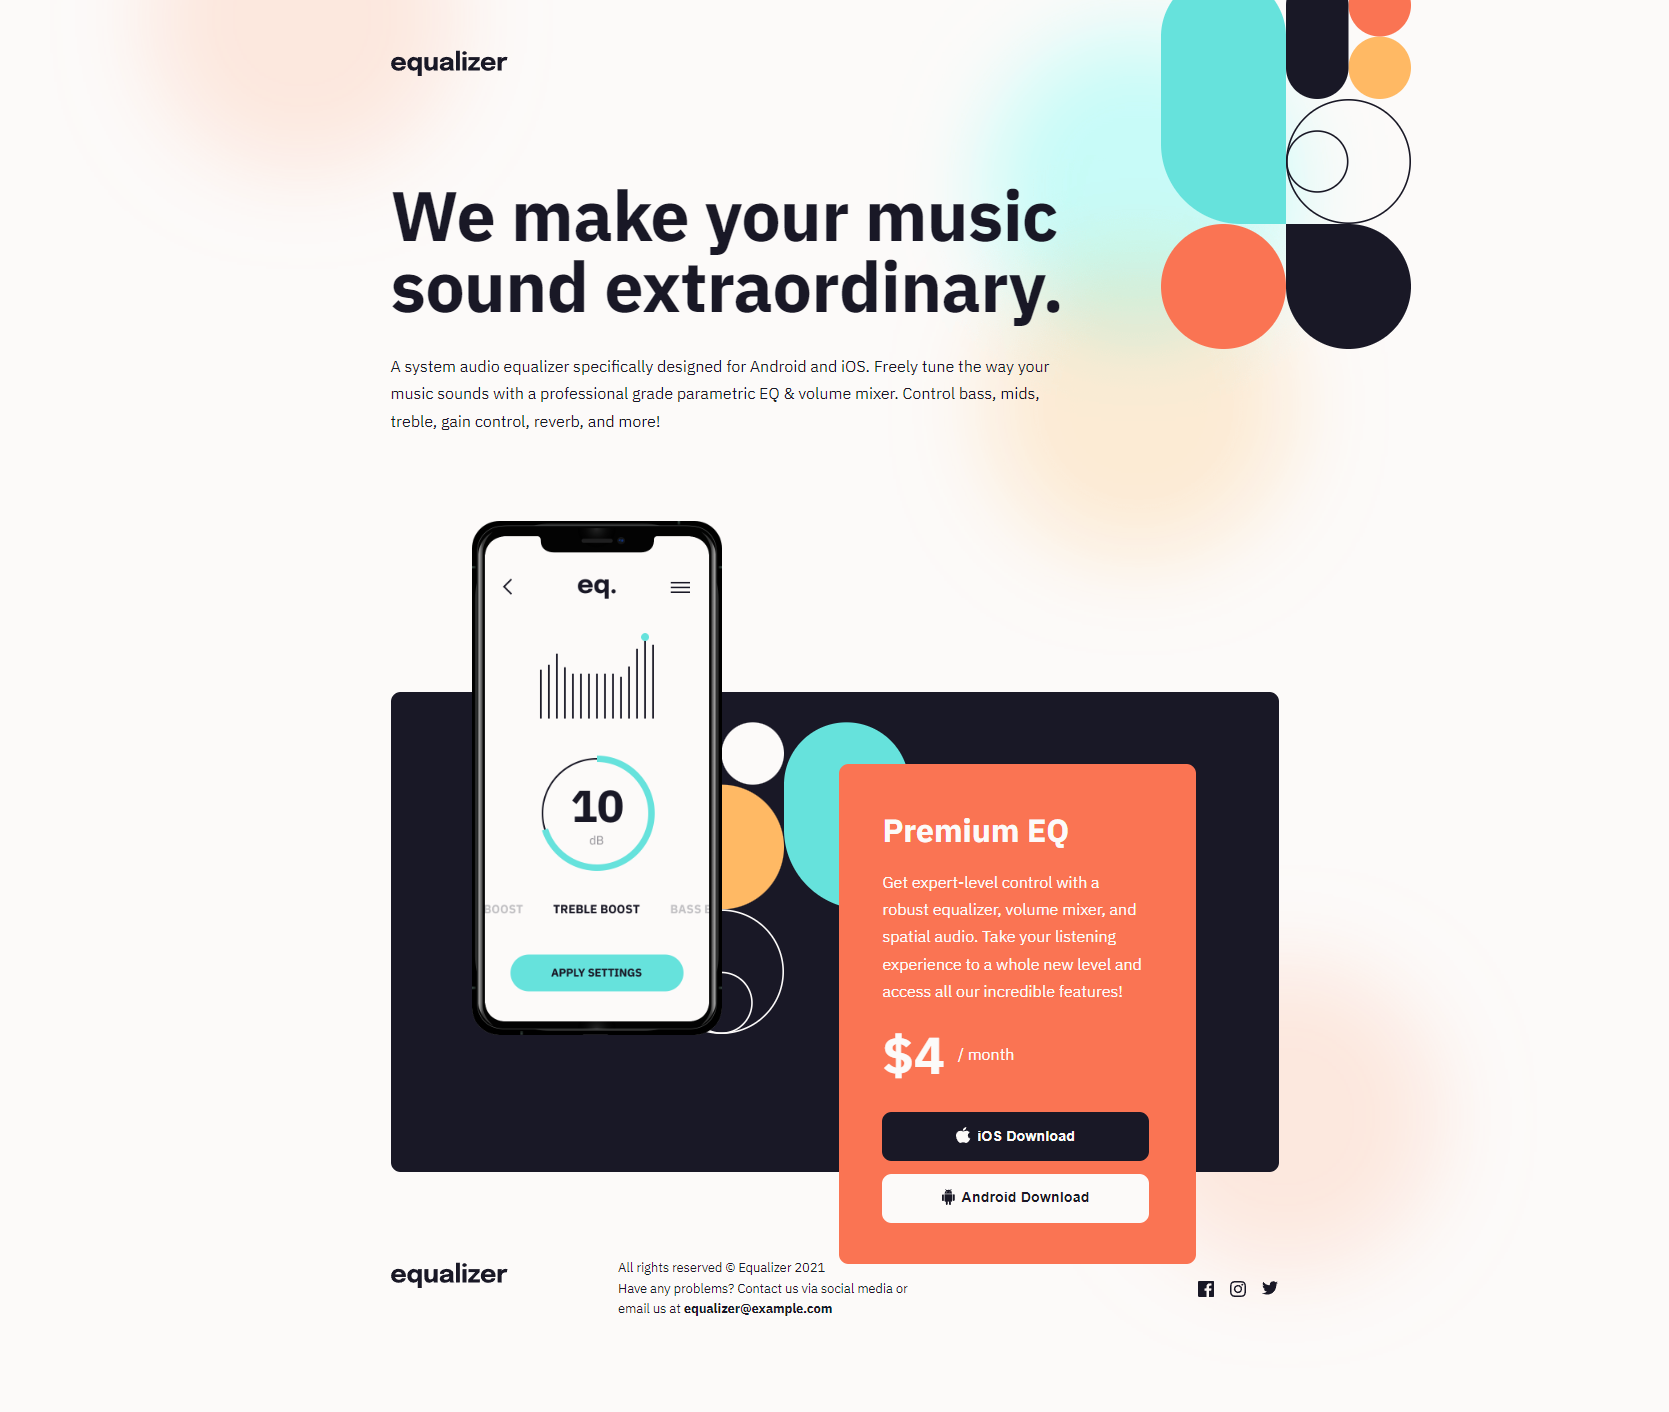 equalizer
We make your music
sound extraordinary.
A system audio equalizer specifically designed for Android and iOS. Freely tune the way your
music sounds with a professional grade parametric EQ & volume mixer. Control bass, mids,
treble, gain control, reverb, and more!
eq.
10
dB
BOOST TREBLE BOOST BASS B
APPLY SETTINGS
Premium EQ
Get expert-level control with a
robust equalizer, volume mixer, and
spatial audio. Take your listening
experience to a whole new level and
access all our incredible features!
$4 / month
iOS Download
Android Download
equalizer
All rights reserved © Equalizer 2021
Have any problems? Contact us via social media or
email us at equalizer@example.com